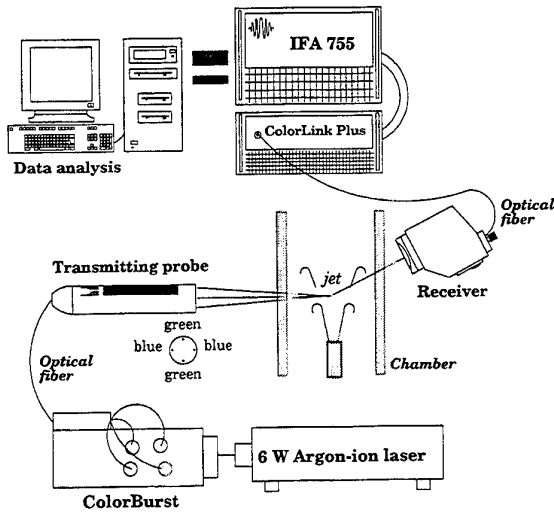 IFA 755
ColorLink Plus
Data analysis
Optical
fiber
Transmitting probe
jet
Receiver
green
blue
blue
green
Optical
fiber
Chamber
6 W Argon-ion laser
ColorBurst